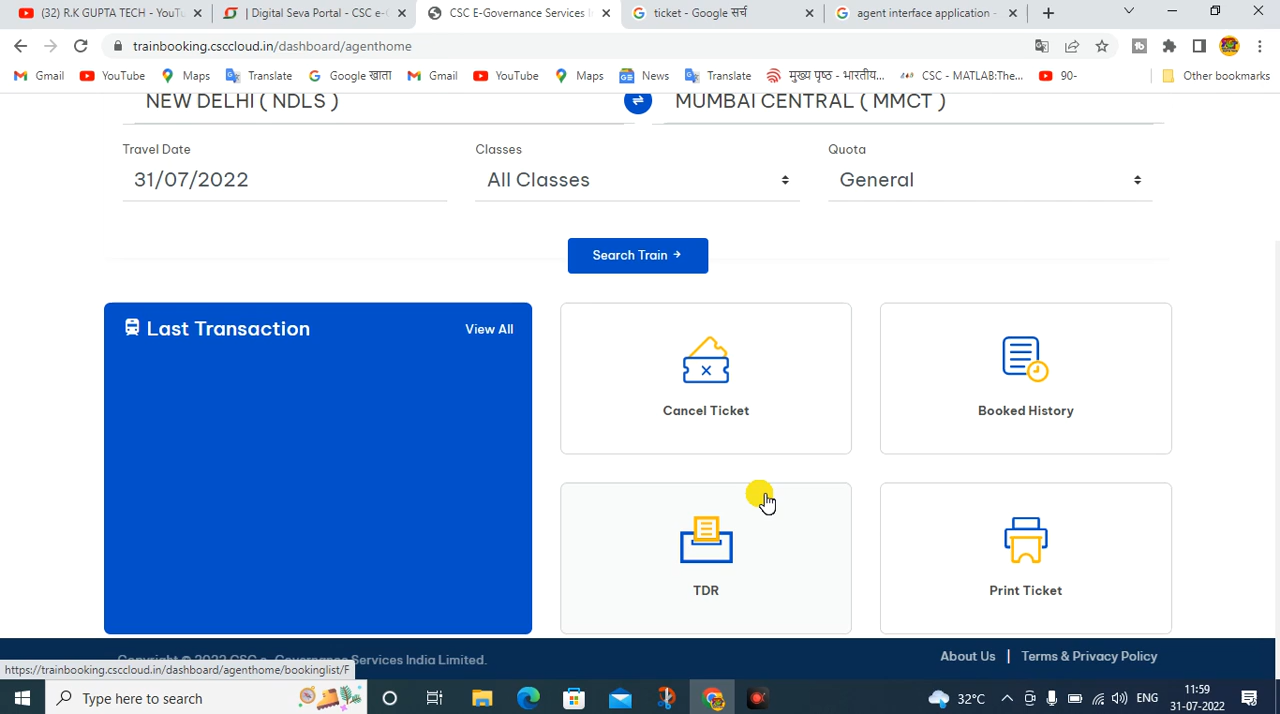 (32) R.K GUPTA TECH - YouTu
| Digital Seva Portal - CSC e-G
CSC E-Governance Services In
ticket - Google सर्च
agent interface application -
trainbooking.csccloud.in/dashboard/agenthome
Gmail YouTube Maps Translate Google खाता Gmail YouTube Maps News Translate मुख्य पृष्ठ - भारतीय... CSC - MATLAB:The... 90- Other bookmarks
NEW DELHI ( NDLS ) MUMBAI CENTRAL ( MMCT )
Travel Date Classes Quota
31/07/2022 All Classes General
Search Train →
Last Transaction View All
Cancel Ticket
Booked History
TDR
Print Ticket
Copyright © 2022 CSC e-Governance Services India Limited.
About Us | Terms & Privacy Policy
https://trainbooking.csccloud.in/dashboard/agenthome/bookinglist/F
Type here to search
32°C ENG
11:59
31-07-2022